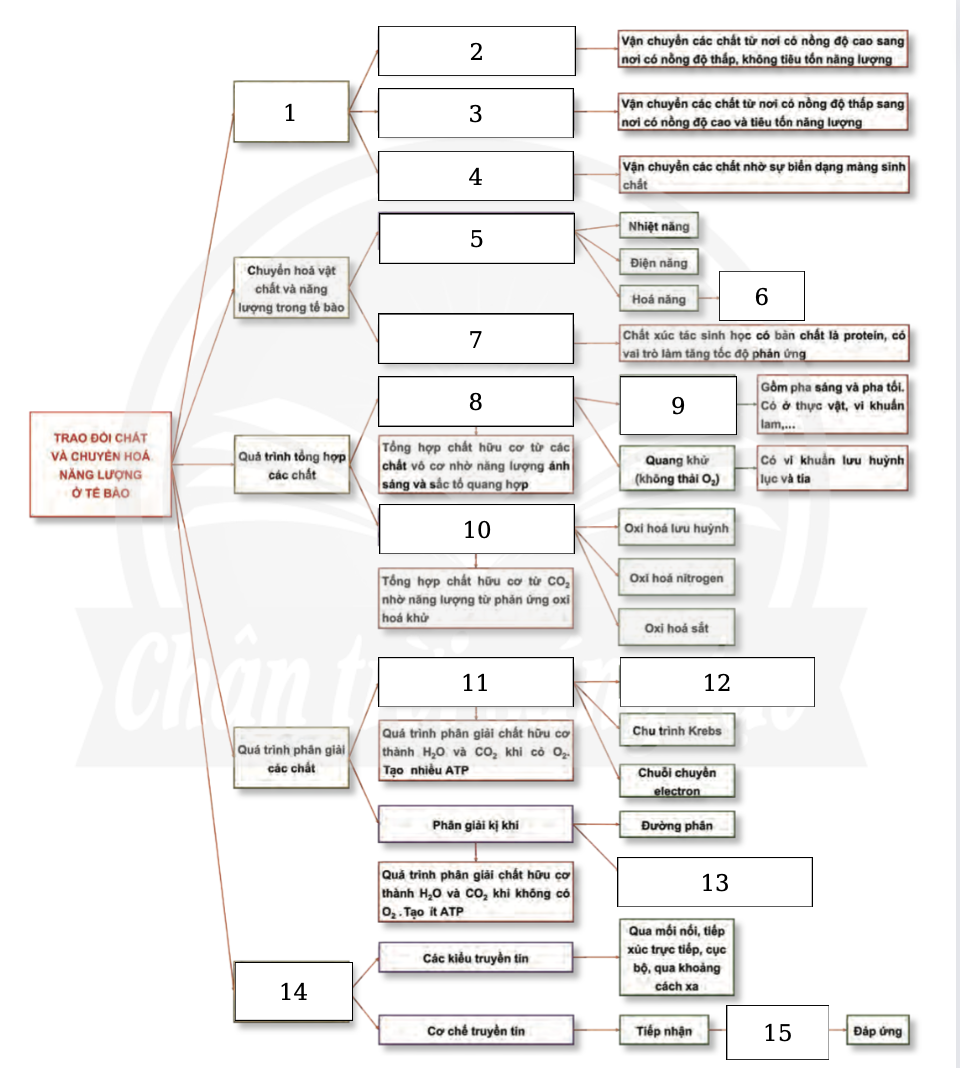 2
Vận chuyển các chất từ nơi có nồng độ cao sang
nơi có nồng độ thấp, không tiêu tốn năng lượng
1
3
Vận chuyển các chất từ nơi có nồng độ thấp sang
nơi có nồng độ cao và tiêu tốn năng lượng
4
Vận chuyển các chất nhờ sự biến dạng màng sinh
chất
Chuyển hoá vật
chất và năng
lượng trong tế bào
5
Nhiệt năng
Điện năng
Hoá năng
6
7
Chất xúc tác sinh học có bản chất là protein, có
vai trò làm tăng tốc độ phản ứng
TRAO ĐỔI CHẤT
VÀ CHUYỂN HOÁ
NĂNG LƯỢNG
Ở TẾ BÀO
Quá trình tổng hợp
các chất
8
Tổng hợp chất hữu cơ từ các
chất vô cơ nhờ năng lượng ánh
sáng và sắc tố quang hợp
9
Gồm pha sáng và pha tối.
Có ở thực vật, vi khuẩn
lam,...
Quang khử
(không thải O₂)
Có vi khuẩn lưu huỳnh
lục và tía
10
Tổng hợp chất hữu cơ từ CO₂
nhờ năng lượng từ phản ứng oxi
hoá khử
Oxi hoá lưu huỳnh
Oxi hoá nitrogen
Oxi hoá sắt
Chân trời sáng tạo
Quá trình phân giải
các chất
11
Quá trình phân giải chất hữu cơ
thành H₂O và CO₂ khi có O₂.
Tạo nhiều ATP
12
Chu trình Krebs
Chuỗi chuyền
electron
Phân giải kị khí
Quá trình phân giải chất hữu cơ
thành H₂O và CO₂ khi không có
O₂ . Tạo ít ATP
Đường phân
13
14
Các kiểu truyền tin
Qua mối nối, tiếp
xúc trực tiếp, cục
bộ, qua khoảng
cách xa
Cơ chế truyền tin
Tiếp nhận
15
Đáp ứng